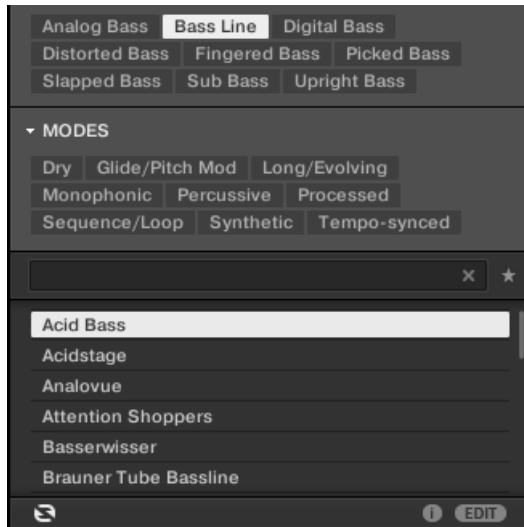 Analog Bass Bass Line Digital Bass
Distorted Bass Fingered Bass Picked Bass
Slapped Bass Sub Bass Upright Bass
MODES
Dry Glide/Pitch Mod Long/Evolving
Monophonic Percussive Processed
Sequence/Loop Synthetic Tempo-synced
Acid Bass
Acidstage
Analovue
Attention Shoppers
Basserwisser
Brauner Tube Bassline
i EDIT